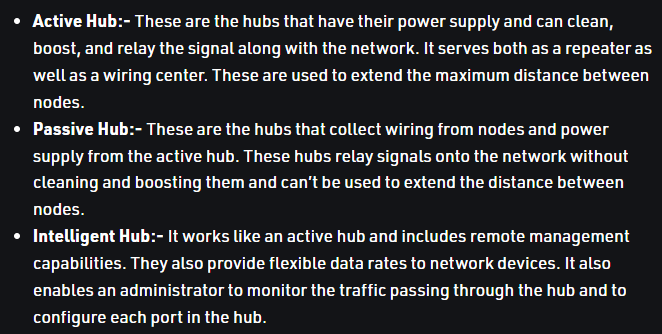 • Active Hub:- These are the hubs that have their power supply and can clean,
boost, and relay the signal along with the network. It serves both as a repeater as
well as a wiring center. These are used to extend the maximum distance between
nodes.
• Passive Hub:- These are the hubs that collect wiring from nodes and power
supply from the active hub. These hubs relay signals onto the network without
cleaning and boosting them and can’t be used to extend the distance between
nodes.
• Intelligent Hub:- It works like an active hub and includes remote management
capabilities. They also provide flexible data rates to network devices. It also
enables an administrator to monitor the traffic passing through the hub and to
configure each port in the hub.